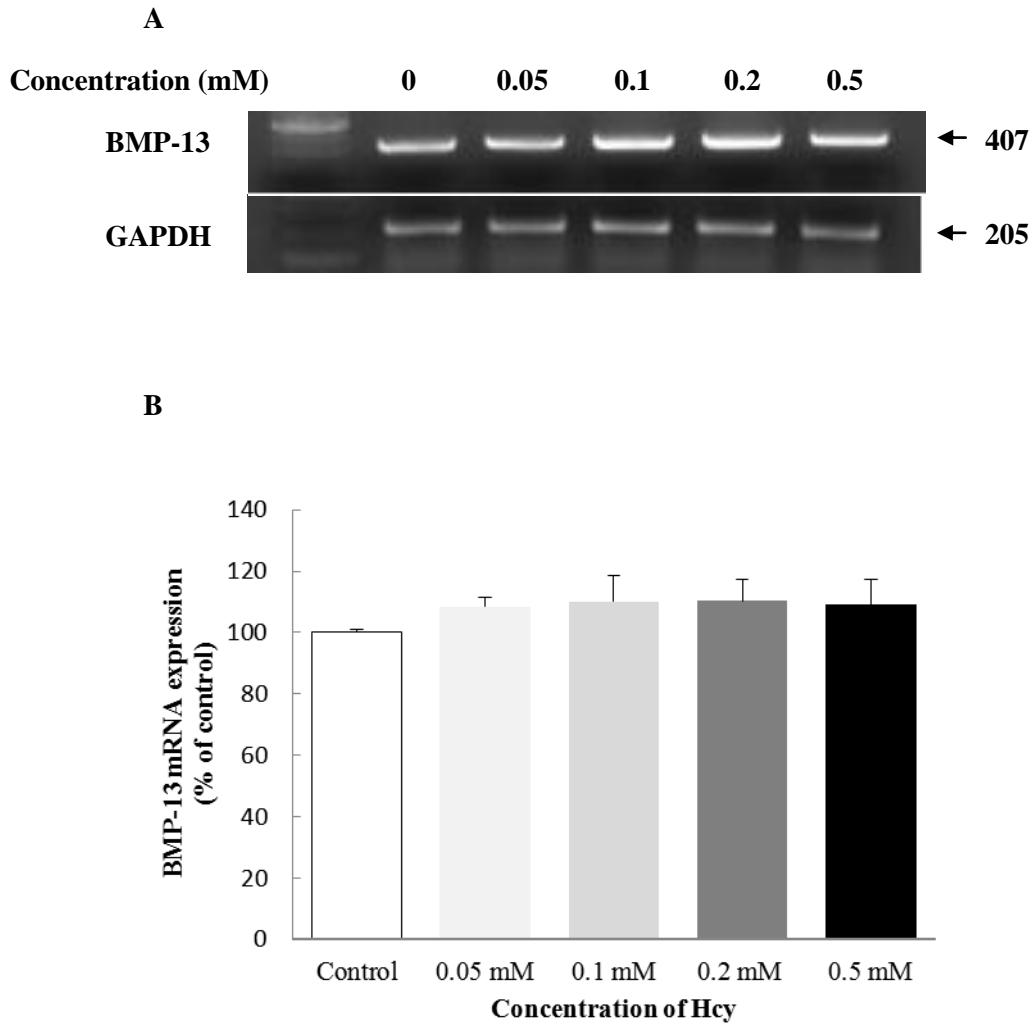 A
Concentration (mM) 0 0.05 0.1 0.2 0.5
BMP-13 407
GAPDH 205
B
140
120
100
80
60
40
20
0
BMP-13 mRNA expression
(% of control)
Control 0.05 mM 0.1 mM 0.2 mM 0.5 mM
Concentration of Hcy